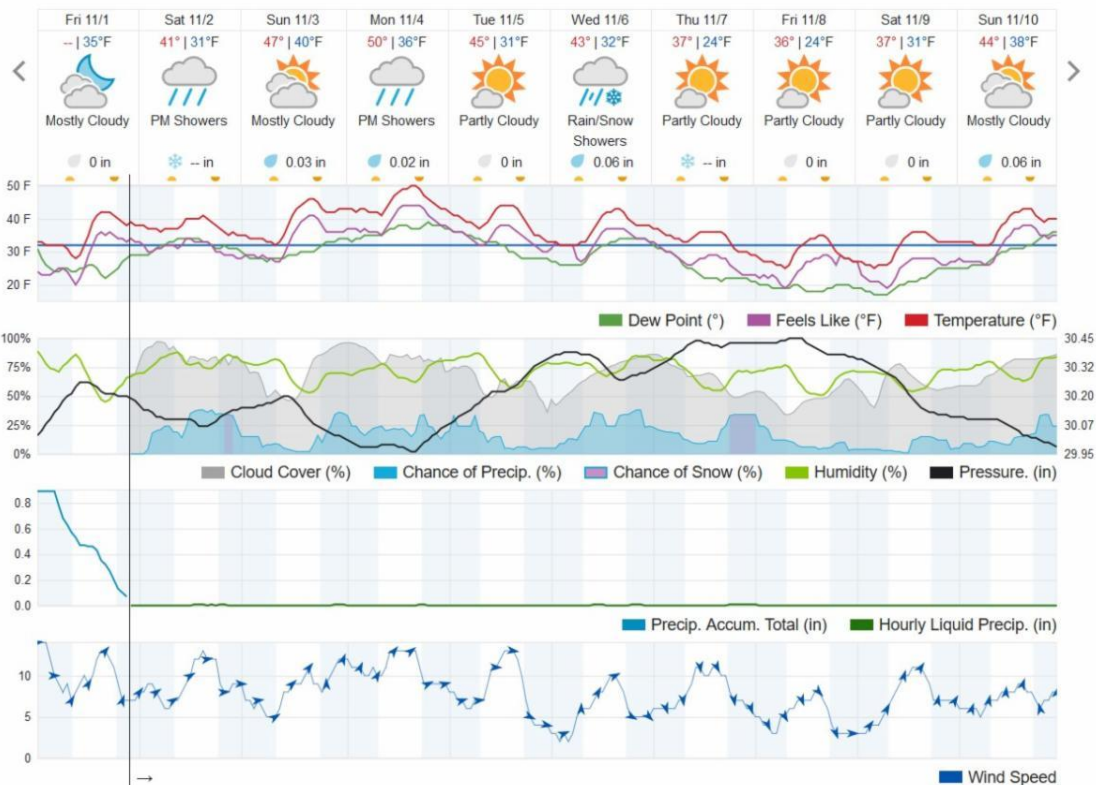 Fri 11/1 Sat 11/2 Sun 11/3 Mon 11/4 Tue 11/5 Wed 11/6 Thu 11/7 Fri 11/8 Sat 11/9 Sun 11/10
-- | 35°F 41° | 31°F 47° | 40°F 50° | 36°F 45° | 31°F 43° | 32°F 37° | 24°F 36° | 24°F 37° | 31°F 44° | 38°F
Mostly Cloudy PM Showers Mostly Cloudy PM Showers Partly Cloudy Rain/Snow Partly Cloudy Partly Cloudy Partly Cloudy Mostly Cloudy
Showers
0 in -- in 0.03 in 0.02 in 0 in 0.06 in -- in 0 in 0 in 0.06 in
50 F
40 F
30 F
20 F
Dew Point (°) Feels Like (°F) Temperature (°F)
100% 30.45
75% 30.32
50% 30.20
25% 30.07
0% 29.95
Cloud Cover (%) Chance of Precip. (%) Chance of Snow (%) Humidity (%) Pressure. (in)
0.8
0.6
0.4
0.2
0.0
Precip. Accum. Total (in) Hourly Liquid Precip. (in)
10
5
0
→
Wind Speed